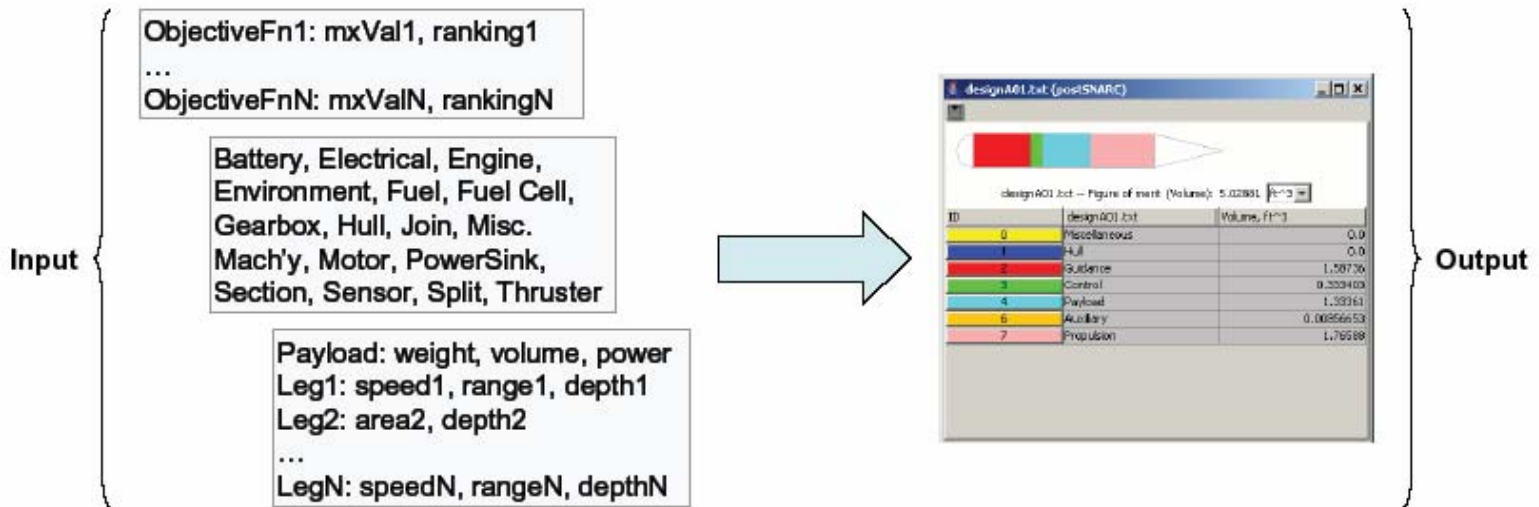 Input
ObjectiveFn1: mxVal1, ranking1
...
ObjectiveFnN: mxValN, rankingN
Battery, Electrical, Engine,
Environment, Fuel, Fuel Cell,
Gearbox, Hull, Join, Misc.
Mach'y, Motor, PowerSink,
Section, Sensor, Split, Thruster
Payload: weight, volume, power
Leg1: speed1, range1, depth1
Leg2: area2, depth2
...
LegN: speedN, rangeN, depthN
designA01.txt (postSNARC)
designA01.txt -- Figure of merit (Volume): 5.02881 ft^3
ID designA01.txt Volume, ft^3
0 Miscellaneous 0.0
1 Hull 0.0
2 Guidance 1.58736
3 Control 0.333403
4 Payload 1.33361
6 Auxiliary 0.00856653
7 Propulsion 1.76588
Output